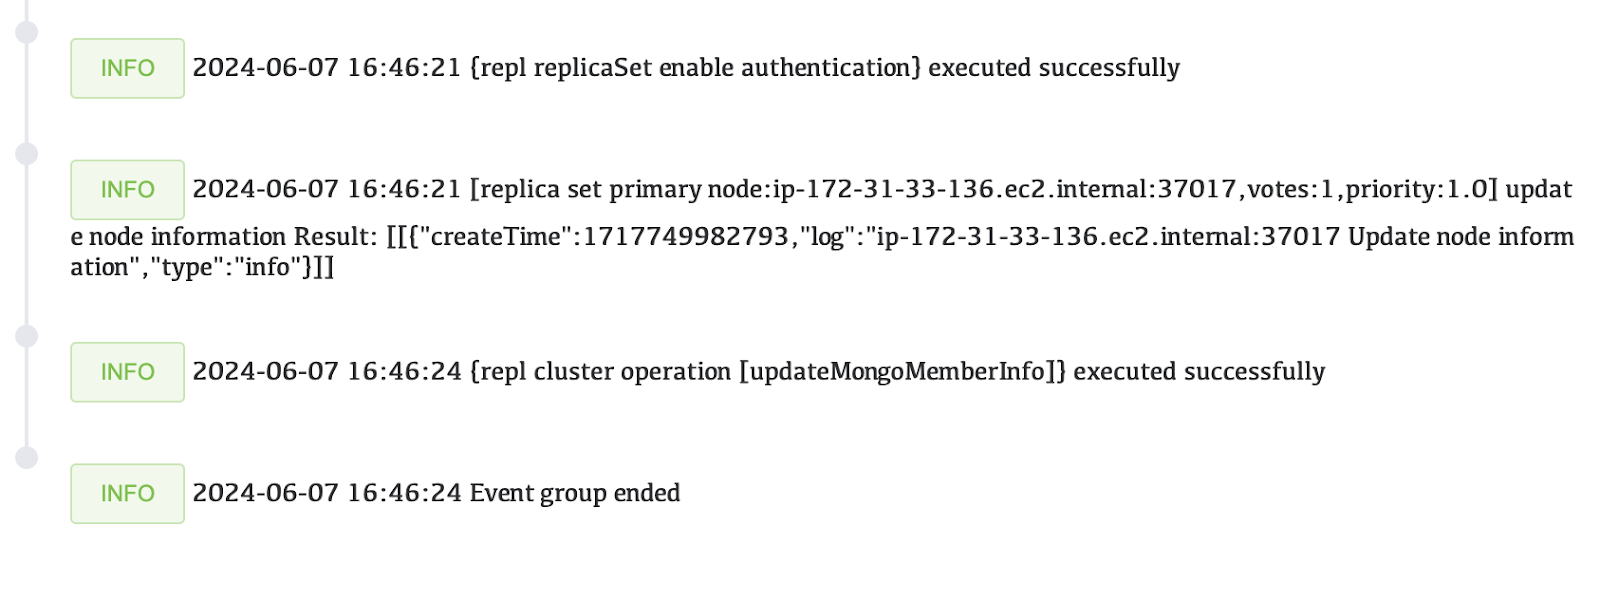 INFO 2024-06-07 16:46:21 {repl replicaSet enable authentication} executed successfully
INFO 2024-06-07 16:46:21 [replica set primary node:ip-172-31-33-136.ec2.internal:37017,votes:1,priority:1.0] updat
e node information Result: [[{"createTime":1717749982793,"log":"ip-172-31-33-136.ec2.internal:37017 Update node inform
ation","type":"info"}]]
INFO 2024-06-07 16:46:24 {repl cluster operation [updateMongoMemberInfo]} executed successfully
INFO 2024-06-07 16:46:24 Event group ended